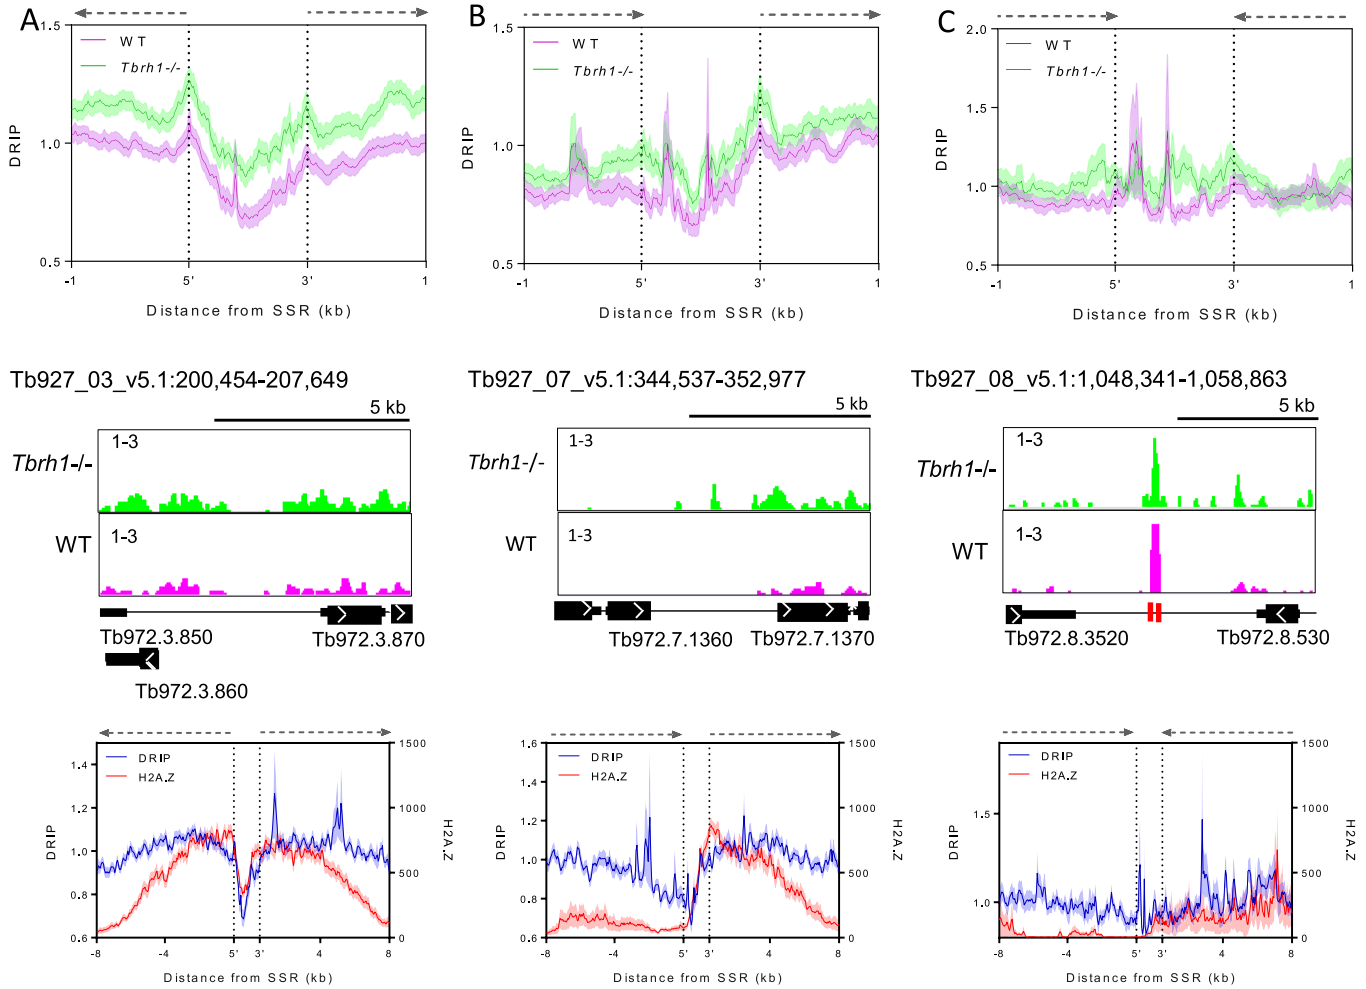 A
B
C
1.5
1.0
0.5
DRIP
WT
Tbrh1-/-
-1
5'
3'
1
Distance from SSR (kb)
1.5
1.0
0.5
DRIP
WT
Tbrh1-/-
-1
5'
3'
1
Distance from SSR (kb)
2.0
1.5
1.0
0.5
DRIP
WT
Tbrh1-/-
-1
5'
3'
1
Distance from SSR (kb)
Tb927_03_v5.1:200,454-207,649
5 kb
Tbrh1-/-
1-3
WT
1-3
Tb972.3.850
Tb972.3.870
Tb972.3.860
Tb927_07_v5.1:344,537-352,977
5 kb
Tbrh1-/-
1-3
WT
1-3
Tb972.7.1360
Tb972.7.1370
Tb927_08_v5.1:1,048,341-1,058,863
5 kb
Tbrh1-/-
1-3
WT
1-3
Tb972.8.3520
Tb972.8.530
1.4
1.2
1.0
0.8
0.6
DRIP
DRIP
H2A.Z
1500
1000
500
0
H2A.Z
-8
-4
5'
3'
4
8
Distance from SSR (kb)
1.6
1.4
1.2
1.0
0.8
0.6
DRIP
DRIP
H2A.Z
1500
1000
500
0
H2A.Z
-8
-4
5'
3'
4
8
Distance from SSR (kb)
1.5
1.0
DRIP
DRIP
H2A.Z
1500
1000
500
0
H2A.Z
-8
-4
5'
3'
4
8
Distance from SSR (kb)